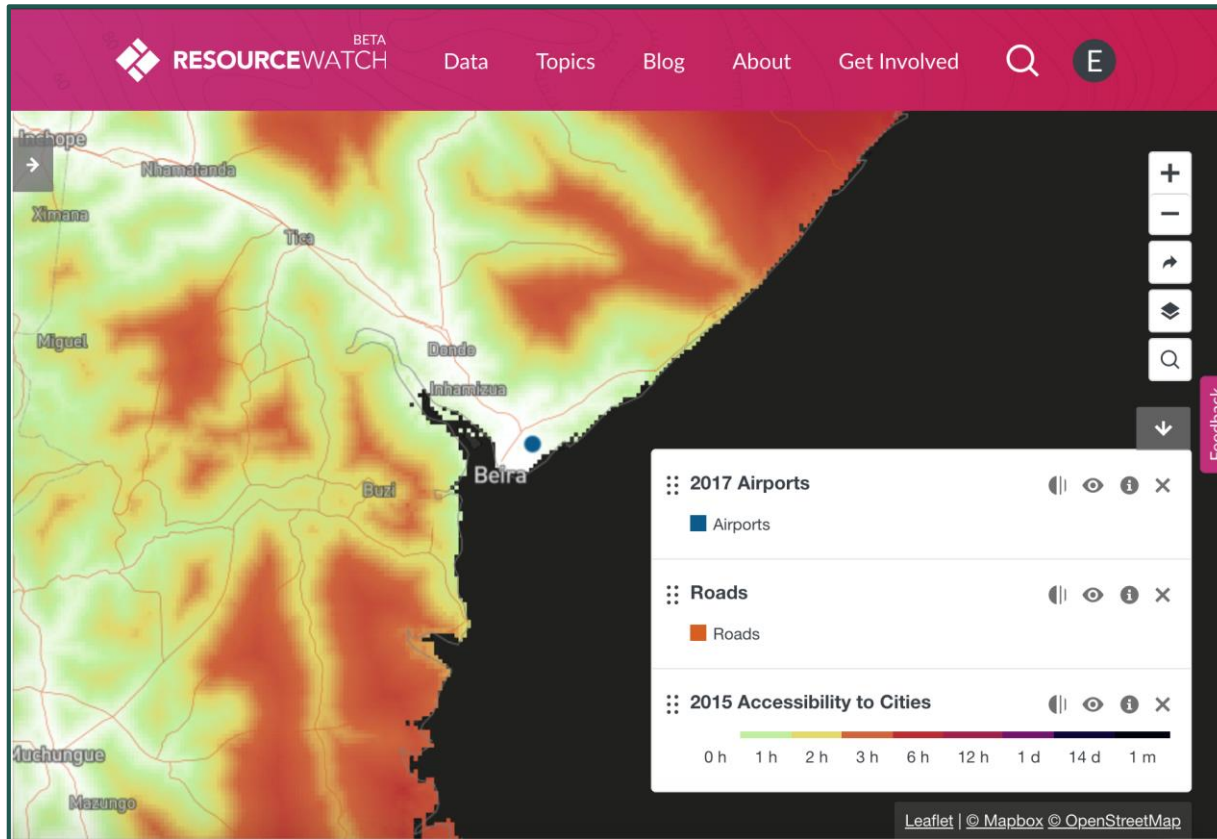 BETA
RESOURCEWATCH
Data
Topics
Blog
About
Get Involved
E
Inchope
Nhamatanda
Ximana
Tica
Miguel
Dondo
Inhamizua
Beira
Buzi
Muchungue
Mazungo
Feedback
2017 Airports
Airports
Roads
Roads
2015 Accessibility to Cities
0 h 1 h 2 h 3 h 6 h 12 h 1 d 14 d 1 m
Leaflet | © Mapbox © OpenStreetMap